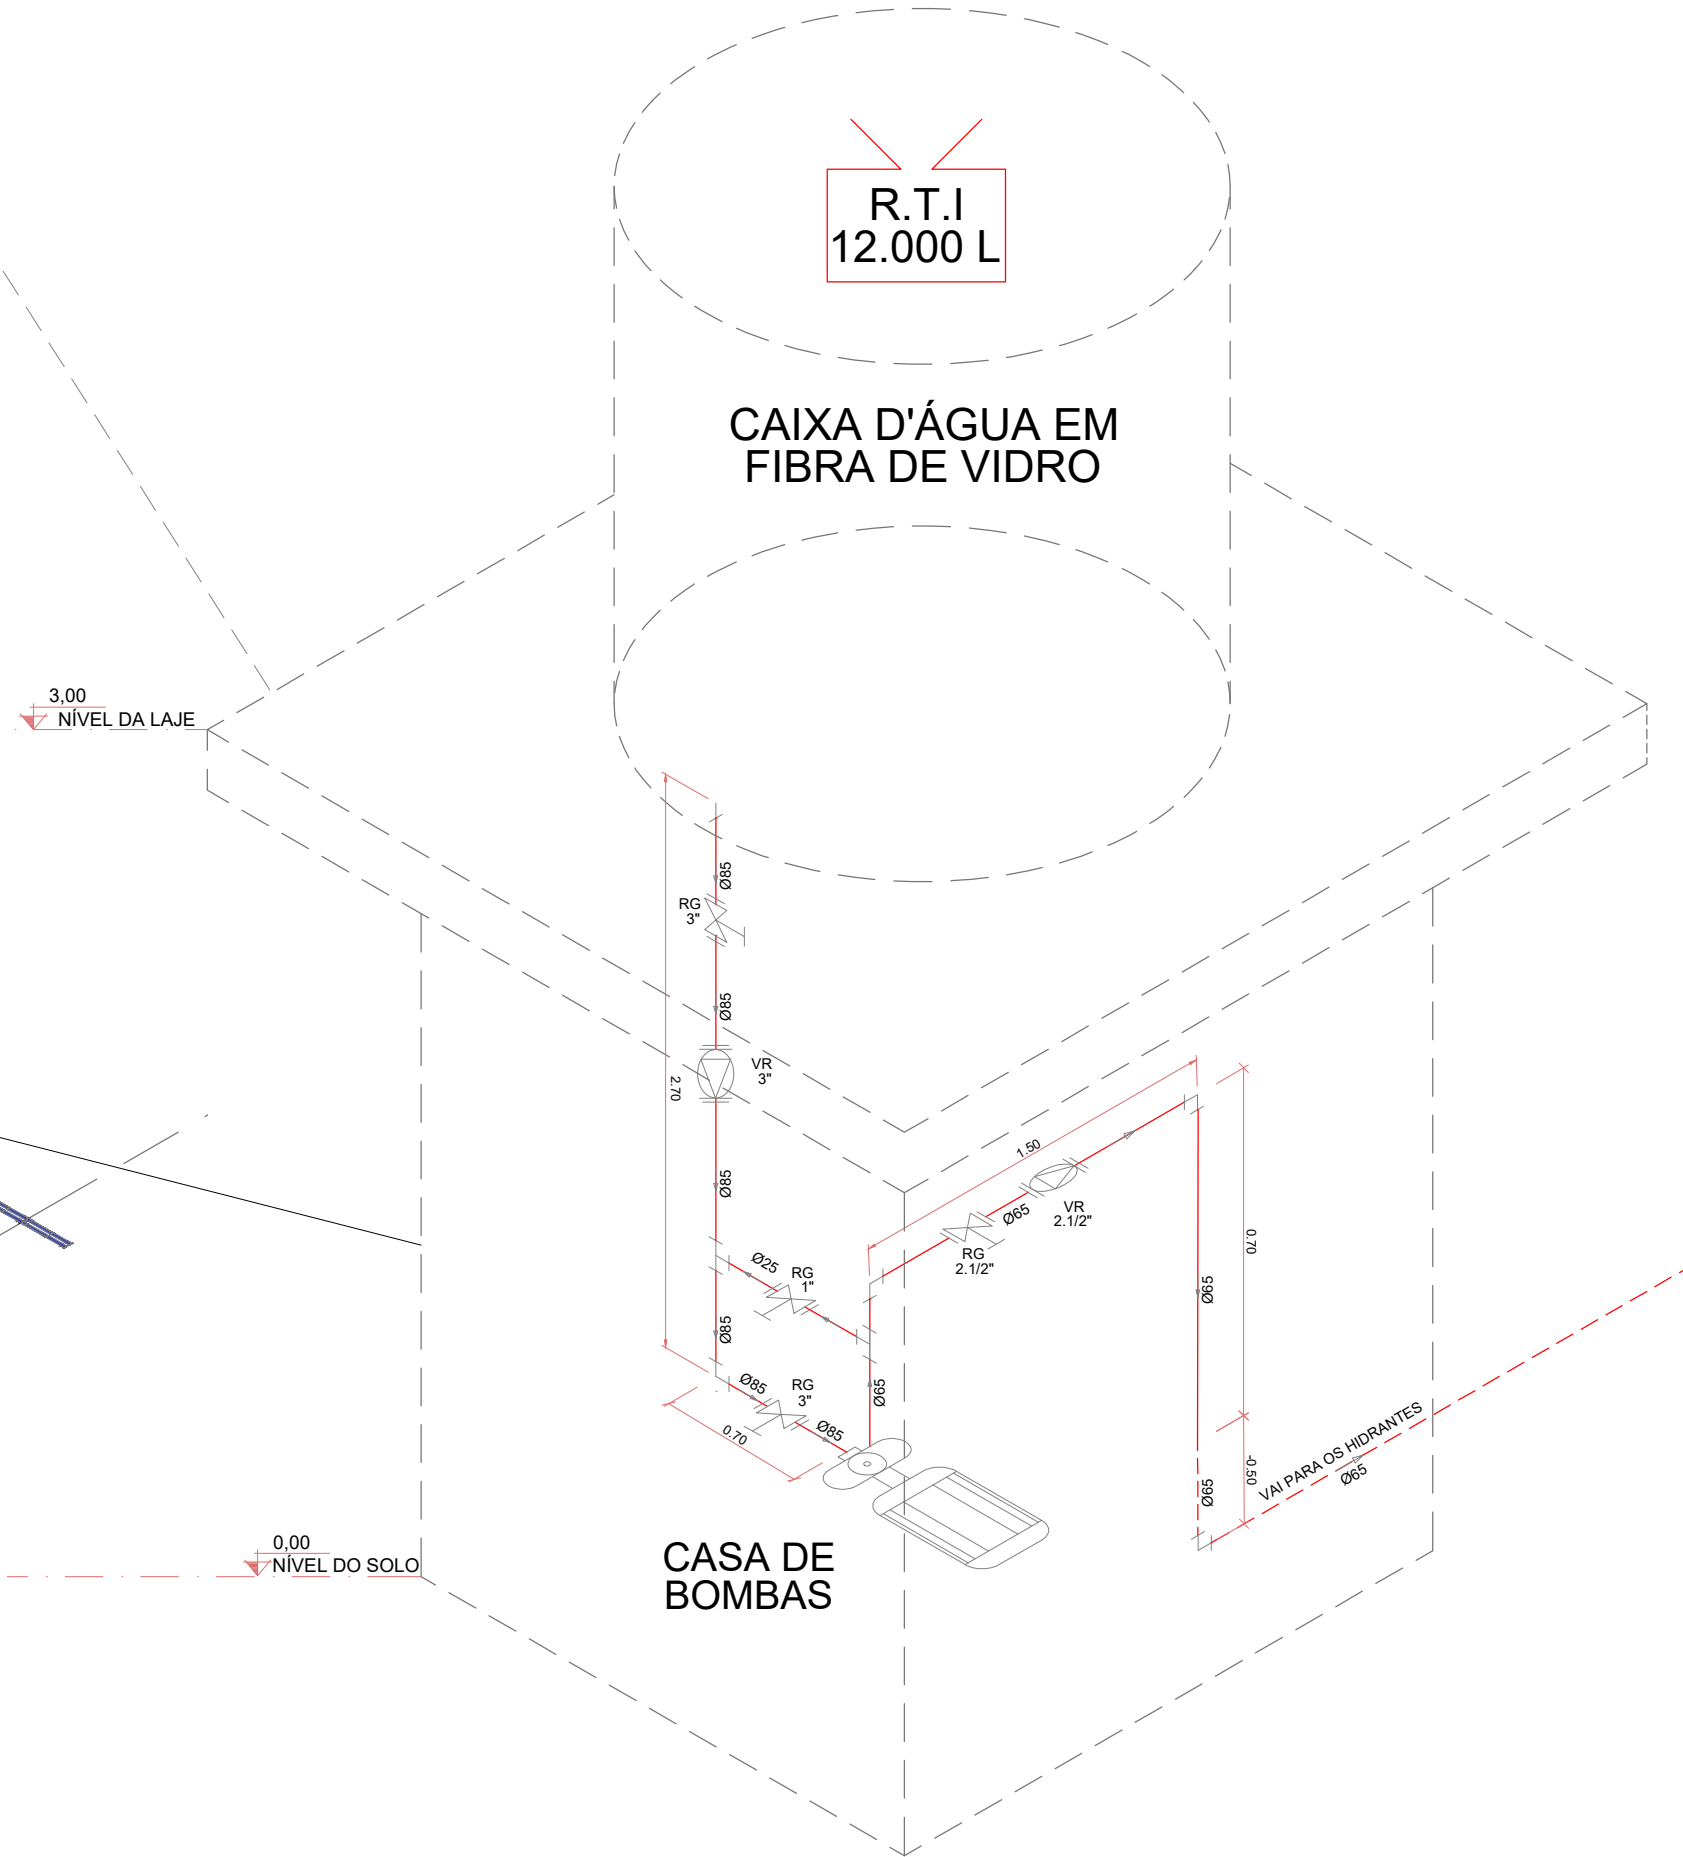 R.T.I
12.000 L
CAIXA D'ÁGUA EM
FIBRA DE VIDRO
3,00
NÍVEL DA LAJE
Ø85
RG
3"
Ø85
VR
3"
2.70
Ø85
1.50
Ø65
VR
2.1/2"
RG
2.1/2"
0.70
Ø25
RG
1"
Ø65
Ø85
Ø85
RG
3"
Ø65
Ø85
0.70
VAI PARA OS HIDRANTES
Ø65
-0.50
Ø65
0,00
NÍVEL DO SOLO
CASA DE
BOMBAS